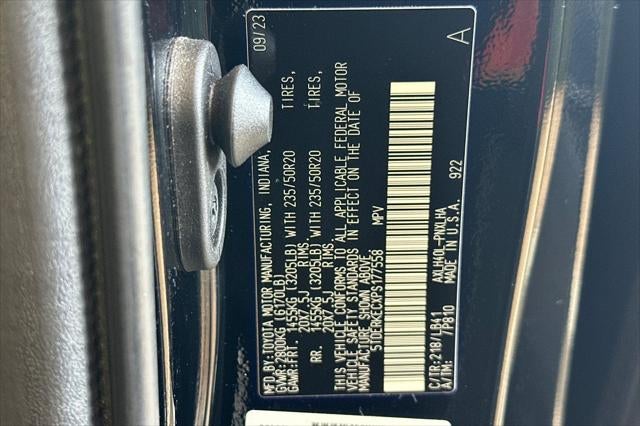 MFD.BY:TOYOTA MOTOR MANUFACTURING, INDIANA, 09/23
GVWR:2800KG (6170LB)
GAWR:FRT. 1455KG (3205LB) WITH 235/50R20 TIRES,
20X7.5J RIMS,
RR. 1455KG (3205LB) WITH 235/50R20 TIRES,
20X7.5J RIMS,
THIS VEHICLE CONFORMS TO ALL APPLICABLE FEDERAL MOTOR
VEHICLE SAFETY STANDARDS IN EFFECT ON THE DATE OF
MANUFACTURE SHOWN ABOVE.
5TDERKECXPS177558 MPV
C/TR:218/LB41 AXLH40L-PNXLHA
A/TM: /P810 MADE IN U.S.A. 922 A